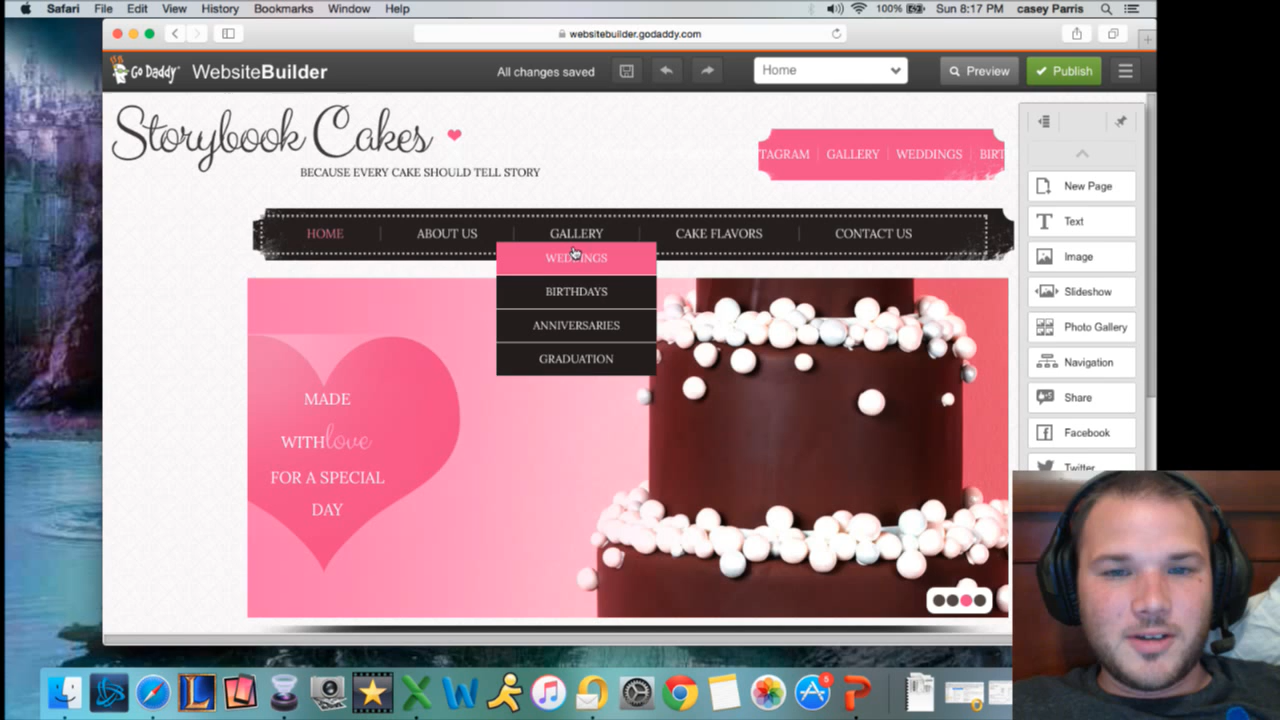 Safari File Edit View History Bookmarks Window Help 100% Sun 8:17 PM casey Parris
websitebuilder.godaddy.com
Go Daddy WebsiteBuilder All changes saved Home Preview Publish
Storybook Cakes
BECAUSE EVERY CAKE SHOULD TELL STORY
TAGRAM | GALLERY | WEDDINGS | BIRT
HOME | ABOUT US | GALLERY | CAKE FLAVORS | CONTACT US
WEDDINGS
BIRTHDAYS
ANNIVERSARIES
GRADUATION
MADE
WITH love
FOR A SPECIAL
DAY
New Page
Text
Image
Slideshow
Photo Gallery
Navigation
Share
Facebook
Twitter